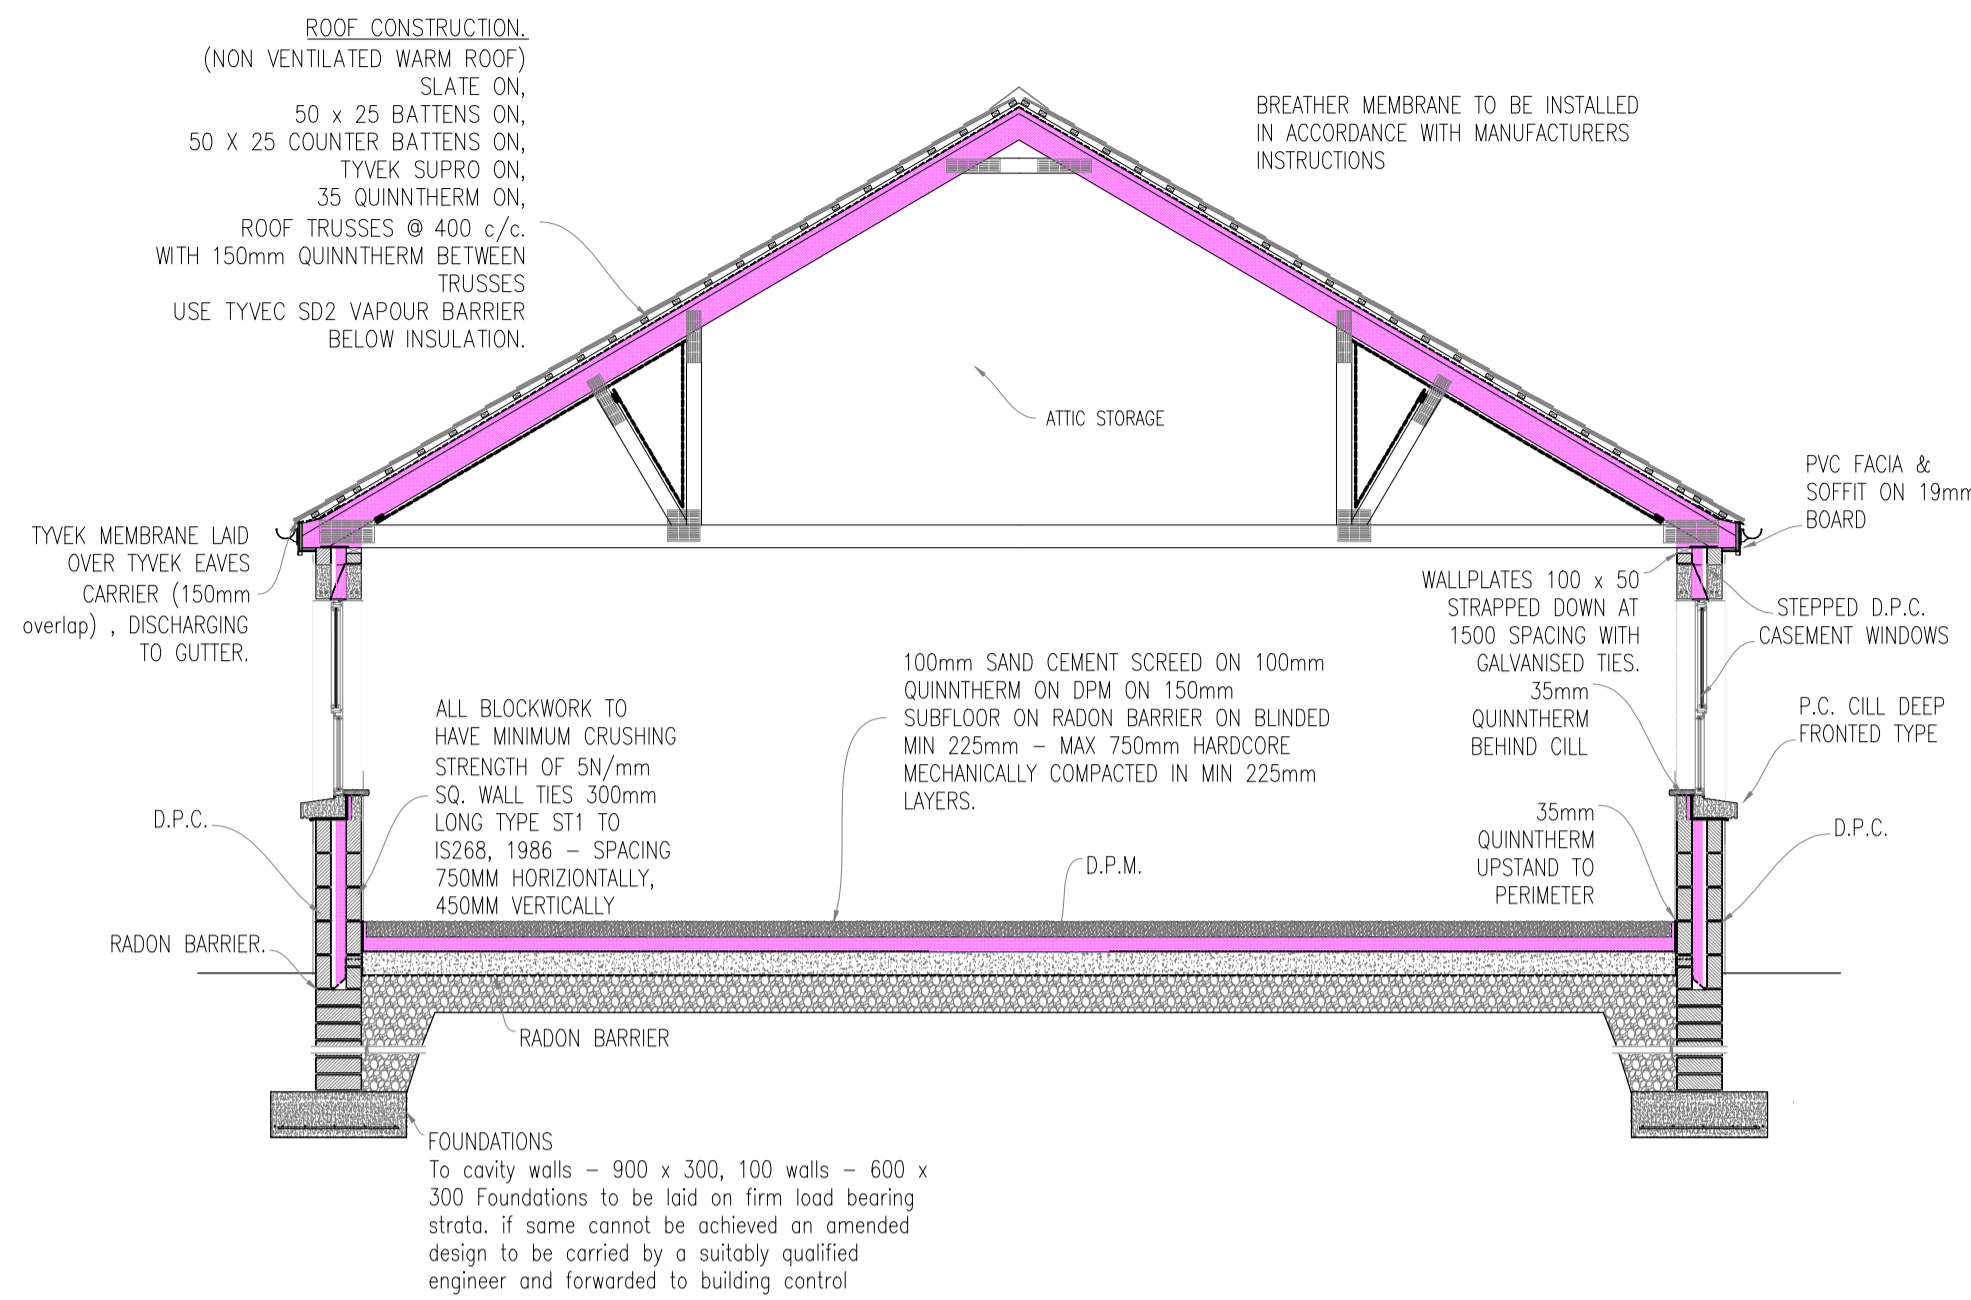 ROOF CONSTRUCTION.
(NON VENTILATED WARM ROOF)
SLATE ON,
50 x 25 BATTENS ON,
50 X 25 COUNTER BATTENS ON,
TYVEK SUPRO ON,
35 QUINNTHERM ON,
ROOF TRUSSES @ 400 c/c.
WITH 150mm QUINNTHERM BETWEEN
TRUSSES
USE TYVEC SD2 VAPOUR BARRIER
BELOW INSULATION.
BREATHER MEMBRANE TO BE INSTALLED
IN ACCORDANCE WITH MANUFACTURERS
INSTRUCTIONS
ATTIC STORAGE
PVC FACIA &
SOFFIT ON 19mm
BOARD
TYVEK MEMBRANE LAID
OVER TYVEK EAVES
CARRIER (150mm
overlap) , DISCHARGING
TO GUTTER.
WALLPLATES 100 x 50
STRAPPED DOWN AT
1500 SPACING WITH
GALVANISED TIES.
STEPPED D.P.C.
CASEMENT WINDOWS
35mm
QUINNTHERM
BEHIND CILL
P.C. CILL DEEP
FRONTED TYPE
100mm SAND CEMENT SCREED ON 100mm
QUINNTHERM ON DPM ON 150mm
SUBFLOOR ON RADON BARRIER ON BLINDED
MIN 225mm – MAX 750mm HARDCORE
MECHANICALLY COMPACTED IN MIN 225mm
LAYERS.
ALL BLOCKWORK TO
HAVE MINIMUM CRUSHING
STRENGTH OF 5N/mm
SQ. WALL TIES 300mm
LONG TYPE ST1 TO
IS268, 1986 – SPACING
750MM HORIZIONTALLY,
450MM VERTICALLY
D.P.C.
35mm
QUINNTHERM
UPSTAND TO
PERIMETER
D.P.C.
D.P.M.
RADON BARRIER.
RADON BARRIER
FOUNDATIONS
To cavity walls – 900 x 300, 100 walls – 600 x
300 Foundations to be laid on firm load bearing
strata. if same cannot be achieved an amended
design to be carried by a suitably qualified
engineer and forwarded to building control